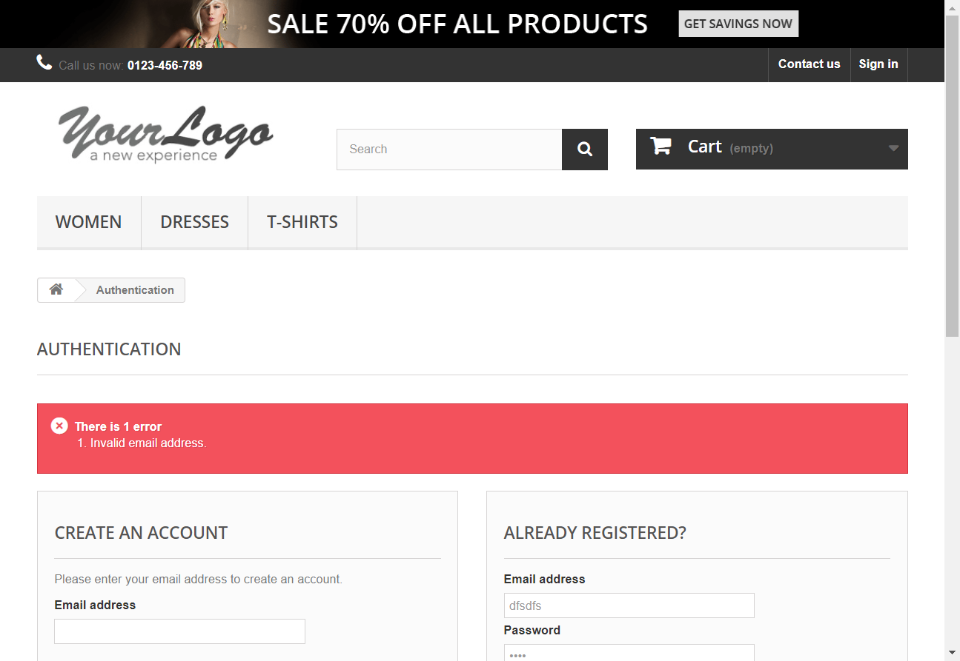 SALE 70% OFF ALL PRODUCTS GET SAVINGS NOW
Call us now: 0123-456-789 Contact us Sign in
YourLogo
a new experience
Search Cart (empty)
WOMEN DRESSES T-SHIRTS
Authentication
AUTHENTICATION
There is 1 error
1. Invalid email address.
CREATE AN ACCOUNT
Please enter your email address to create an account.
Email address
ALREADY REGISTERED?
Email address
dfsdfs
Password
••••